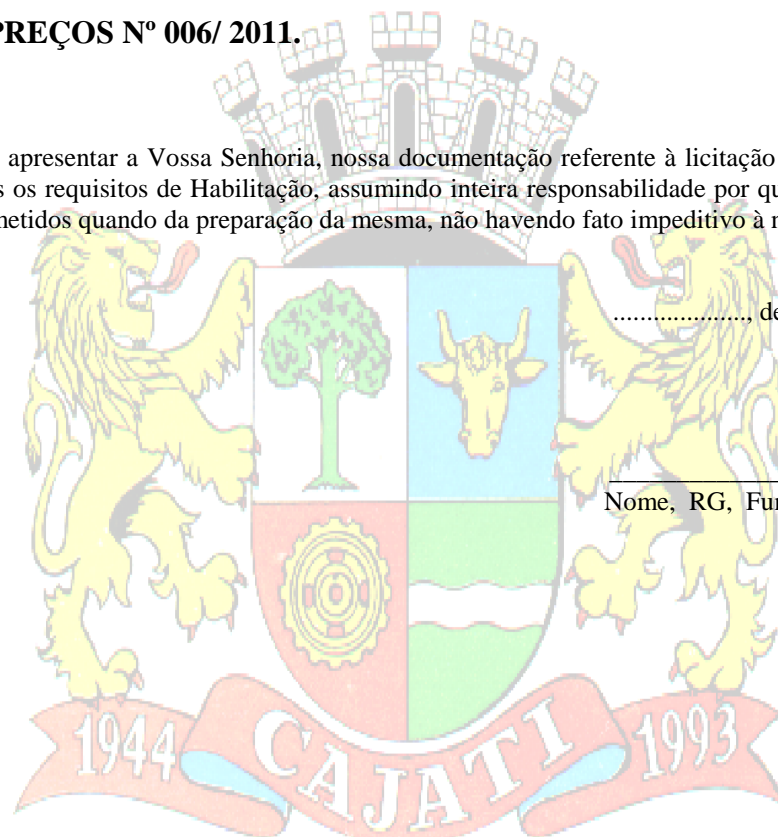 PREÇOS Nº 006/ 2011.
apresentar a Vossa Senhoria, nossa documentação referente à licitação
s os requisitos de Habilitação, assumindo inteira responsabilidade por qu
metidos quando da preparação da mesma, não havendo fato impeditivo à
...................., de
Nome, RG, Fun
1944 CAJATI 1993